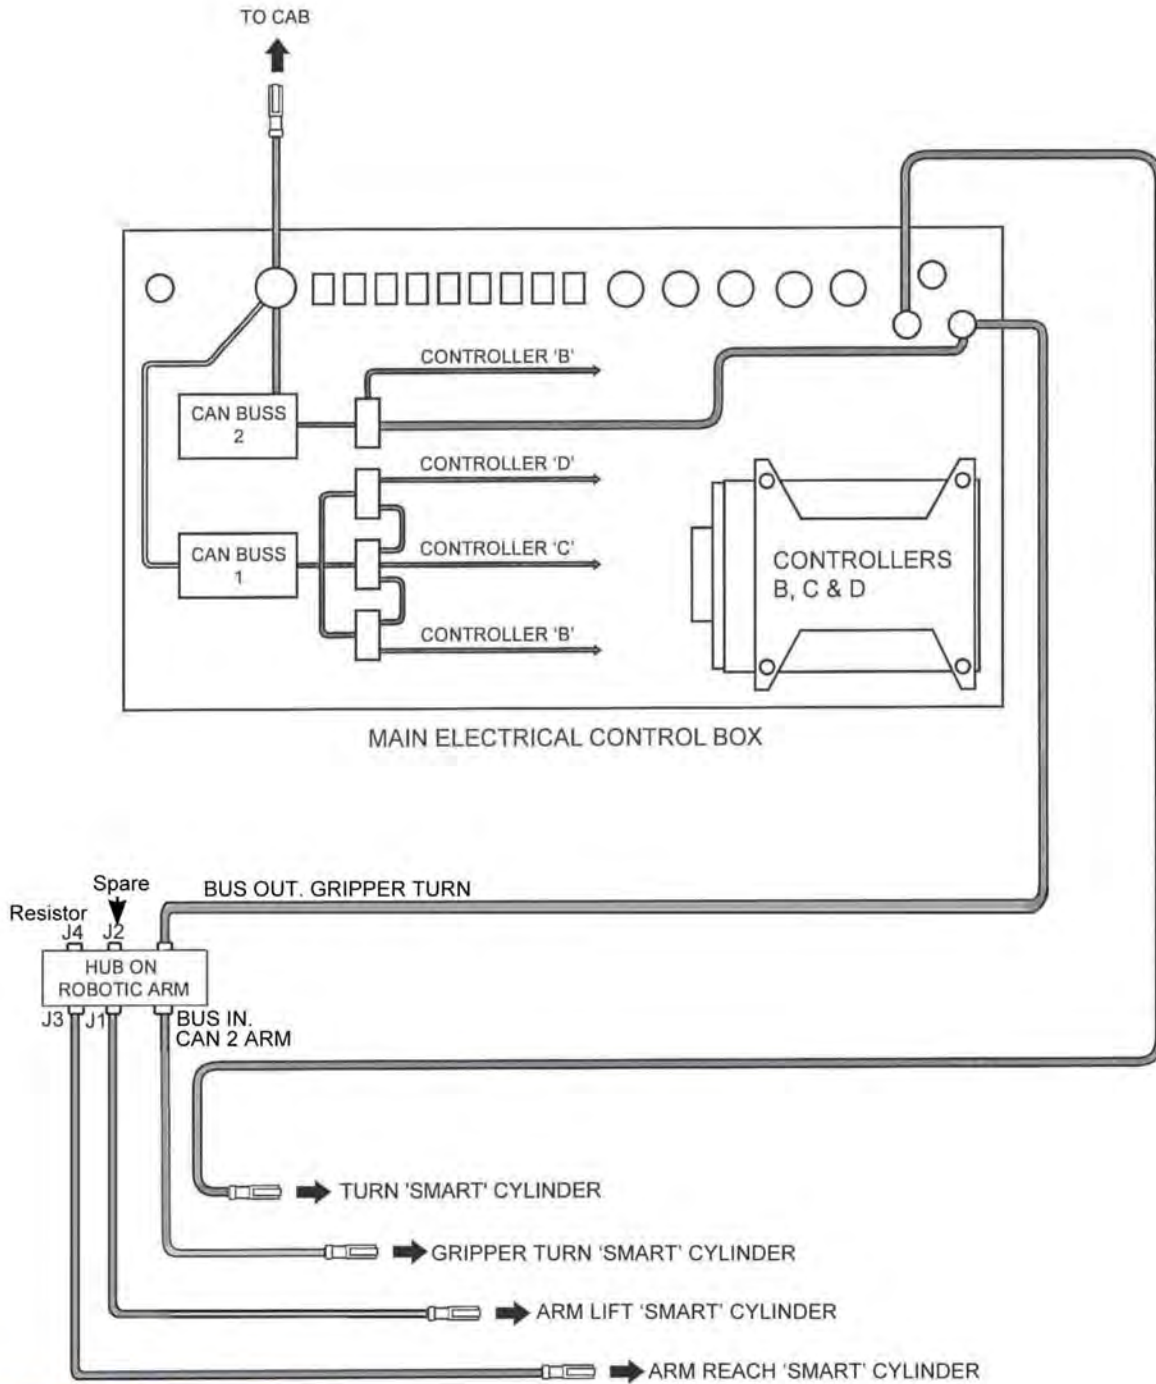 TO CAB
CONTROLLER 'B'
CAN BUSS
2
CONTROLLER 'D'
CAN BUSS
1
CONTROLLER 'C'
CONTROLLERS
B, C & D
CONTROLLER 'B'
MAIN ELECTRICAL CONTROL BOX
Spare
BUS OUT. GRIPPER TURN
Resistor
J4 J2
HUB ON
ROBOTIC ARM
J3 J1
BUS IN.
CAN 2 ARM
TURN 'SMART' CYLINDER
GRIPPER TURN 'SMART' CYLINDER
ARM LIFT 'SMART' CYLINDER
ARM REACH 'SMART' CYLINDER